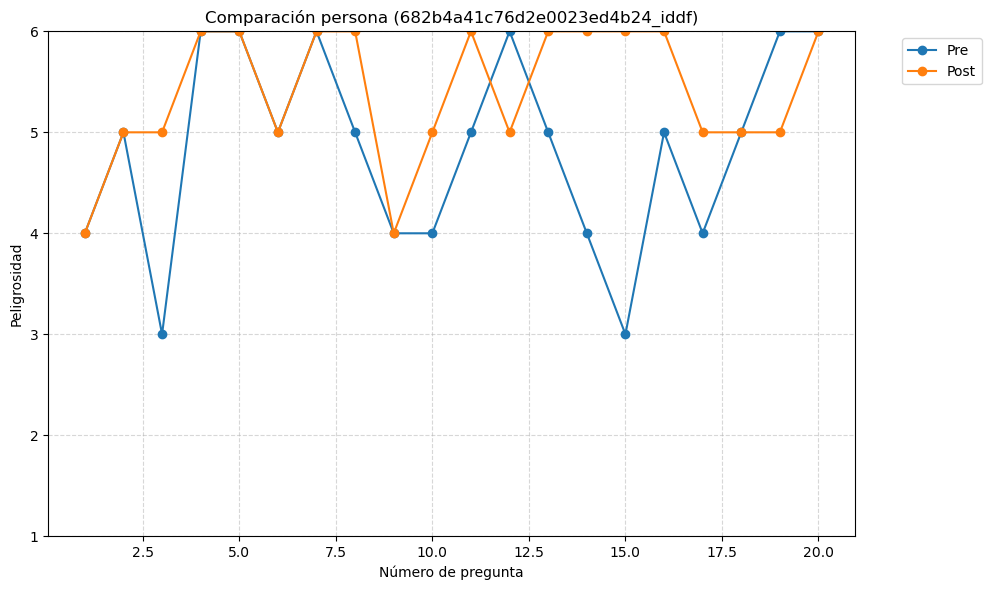 Comparación persona (682b4a41c76d2e0023ed4b24_iddf)
Pre
Post
Peligrosidad
6
5
4
3
2
1
2.5 5.0 7.5 10.0 12.5 15.0 17.5 20.0
Número de pregunta